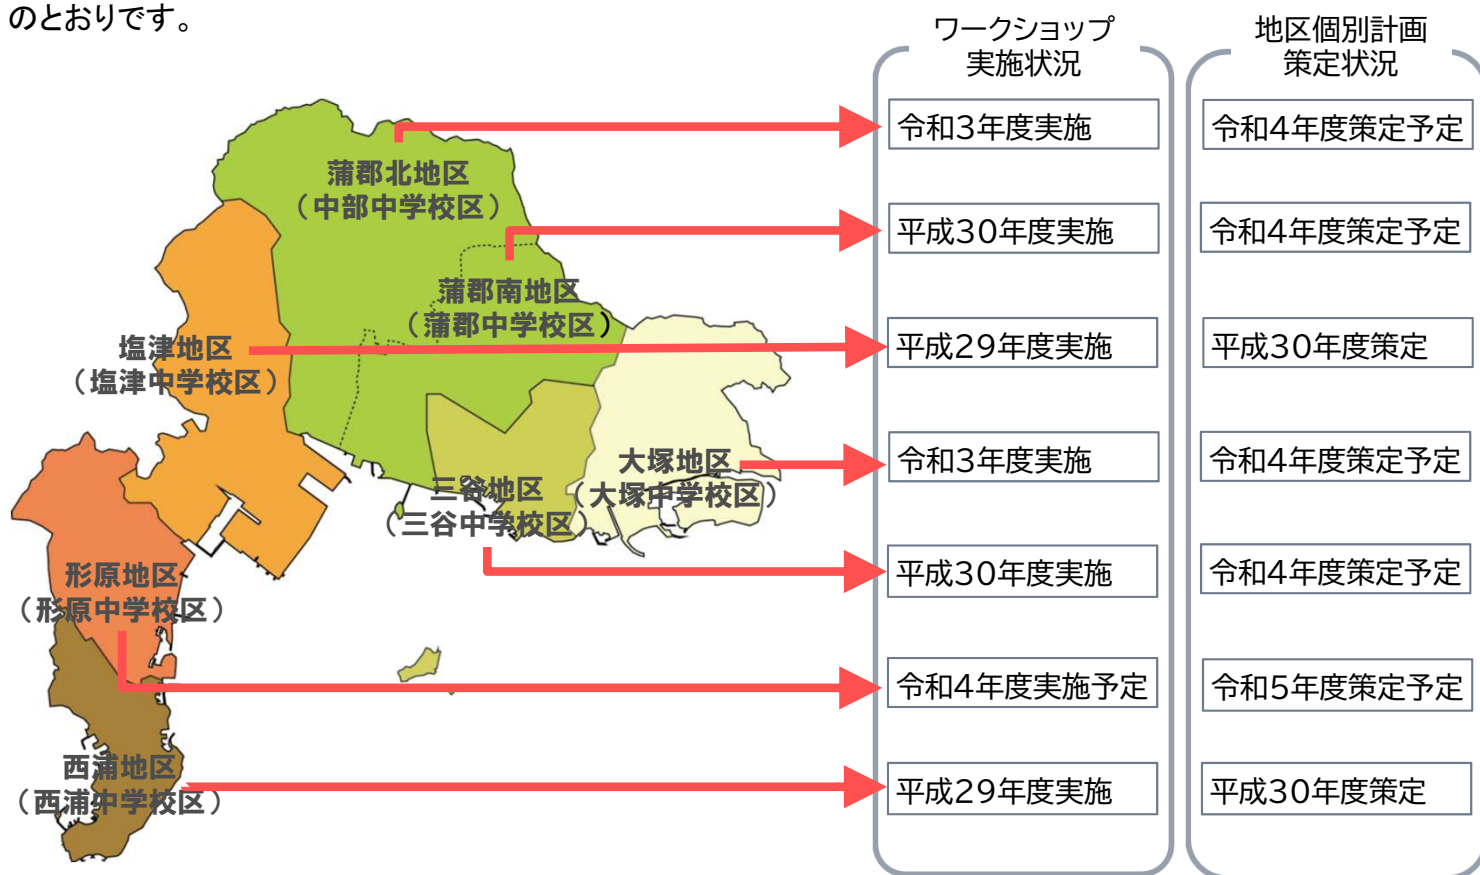 のとおりです。
ワークショップ
実施状況
地区個別計画
策定状況
蒲郡北地区
（中部中学校区）
令和3年度実施
令和4年度策定予定
蒲郡南地区
（蒲郡中学校区）
平成30年度実施
令和4年度策定予定
塩津地区
（塩津中学校区）
平成29年度実施
平成30年度策定
大塚地区
（大塚中学校区）
令和3年度実施
令和4年度策定予定
三谷地区
（三谷中学校区）
平成30年度実施
令和4年度策定予定
形原地区
（形原中学校区）
令和4年度実施予定
令和5年度策定予定
西浦地区
（西浦中学校区）
平成29年度実施
平成30年度策定